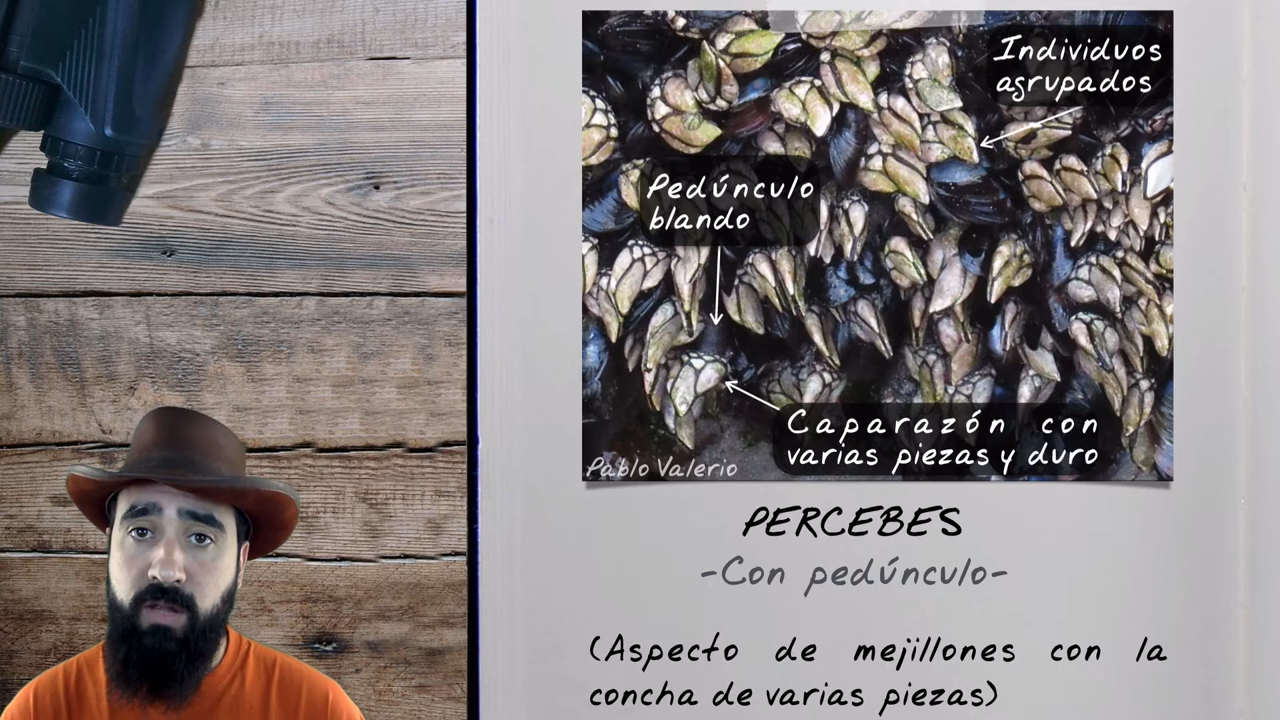 Individuos
agrupados
Pedúnculo
blando
Caparazón con
varias piezas y duro
Pablo Valerio
PERCEBES
-Con pedúnculo-
(Aspecto de mejillones con la
concha de varias piezas)